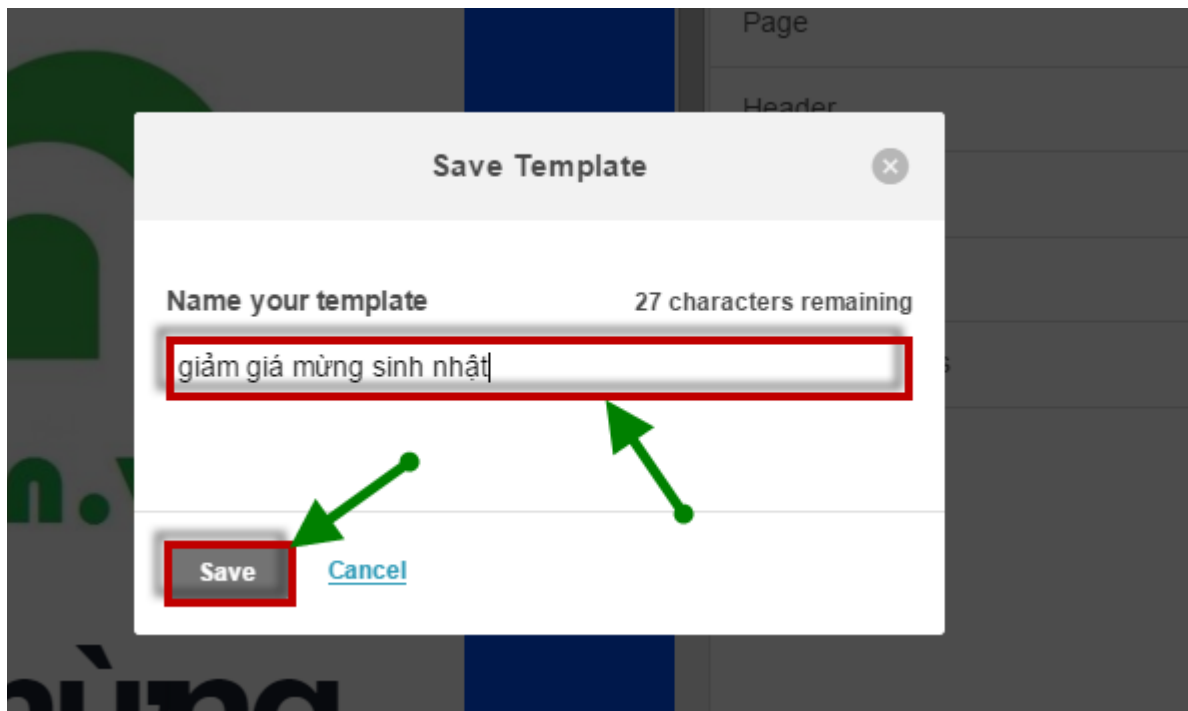 Page
Header
Save Template
Name your template
27 characters remaining
giảm giá mừng sinh nhật
Save
Cancel